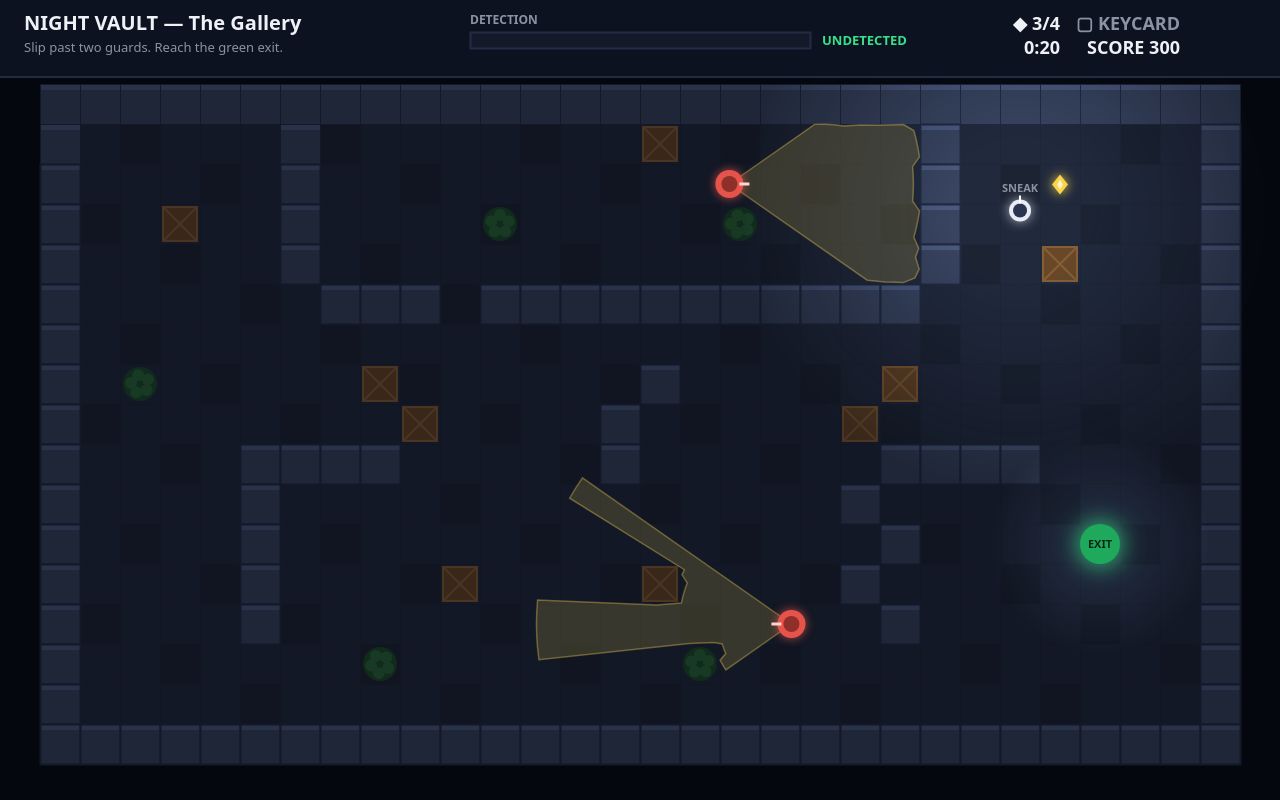 NIGHT VAULT — The Gallery
Slip past two guards. Reach the green exit.
DETECTION
UNDETECTED
◆ 3/4 ▢ KEYCARD
0:20 SCORE 300
SNEAK
EXIT